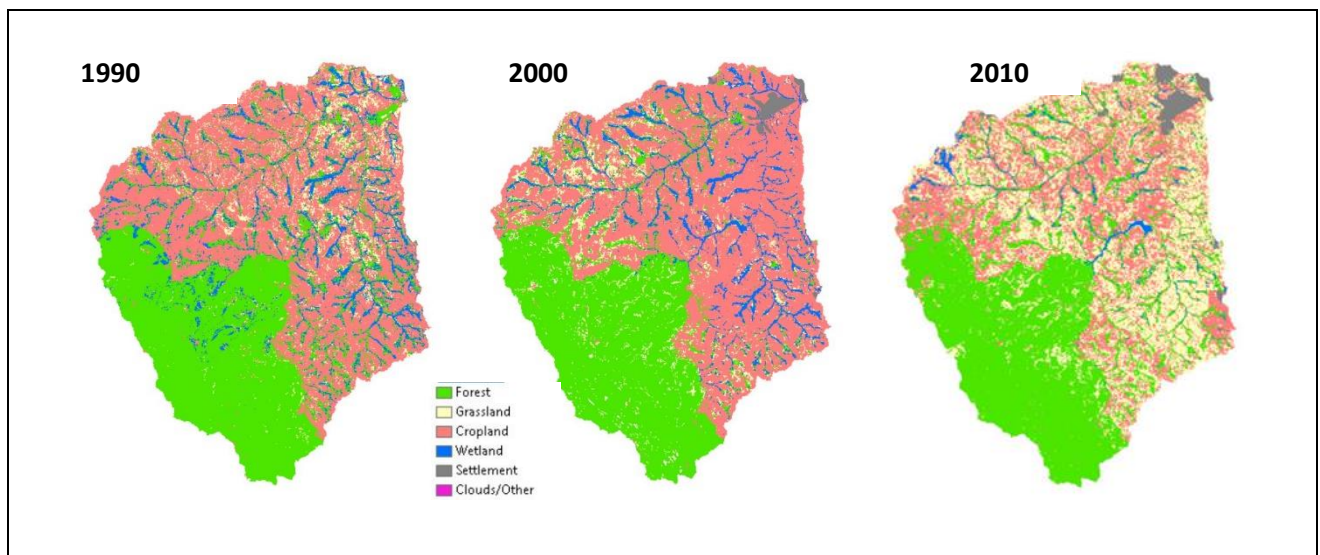 1990
2000
2010
Forest
Grassland
Cropland
Wetland
Settlement
Clouds/Other